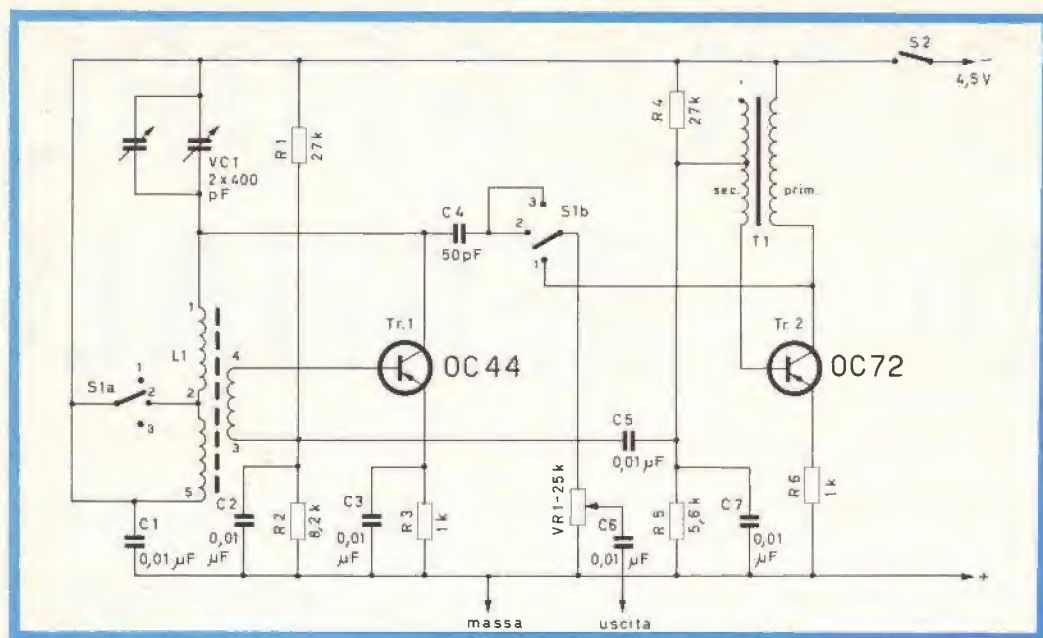 S2
–
4,5V
VC1
2x400
pF
R1
27k
R4
27k
sec.
prim.
T1
C4
50pF
3
2
1
S1b
1
L1
2
5
4
3
S1a
1
2
3
Tr.1
OC44
Tr.2
OC72
C5
0,01µF
C1
0,01µF
C2
0,01
µF
R2
8,2k
C3
0,01
µF
R3
1k
VR1-25k
C6
0,01µF
R5
5,6k
C7
0,01
µF
R6
1k
+
massa
uscita